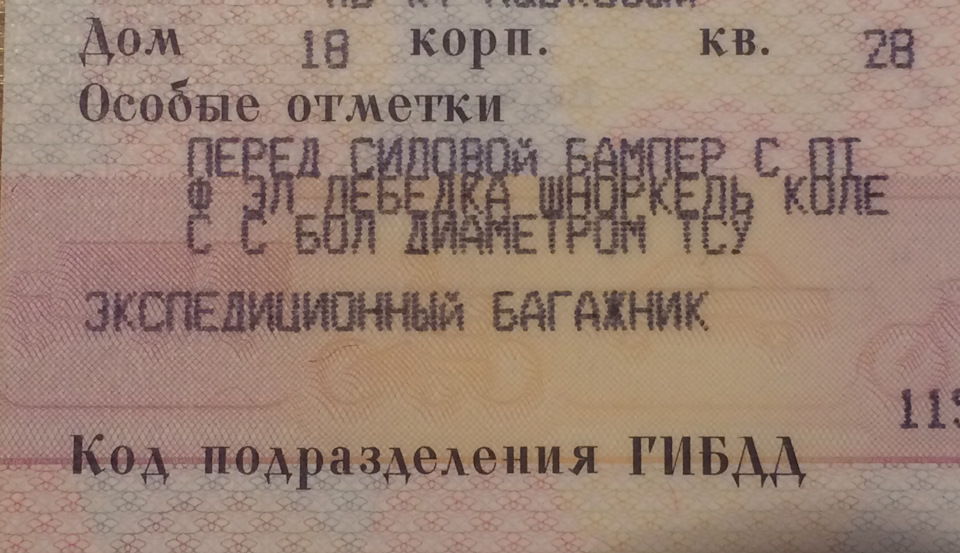 Дом 18 корп. кв. 28
Особые отметки
ПЕРЕД СИЛОВОЙ БАМПЕР С ПТ
Ф ЭЛ ЛЕБЕДКА ШНОРКЕДЬ КОЛЕ
С С БОЛ ДИАМЕТРОМ ТСУ
ЭКСПЕДИЦИОННЫЙ БАГАЖНИК
Код подразделения ГИБДД